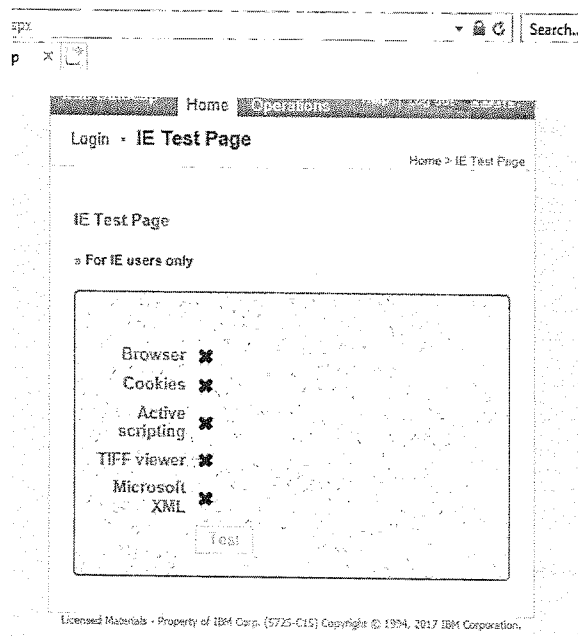 spx
Search..
p
Home Operations
Login - IE Test Page
Home > IE Test Page
IE Test Page
» For IE users only
Browser
Cookies
Active
scripting
TIFF viewer
Microsoft
XML
Test
Licensed Materials - Property of IBM Corp. (5725-C15) Copyright © 1994, 2017 IBM Corporation.